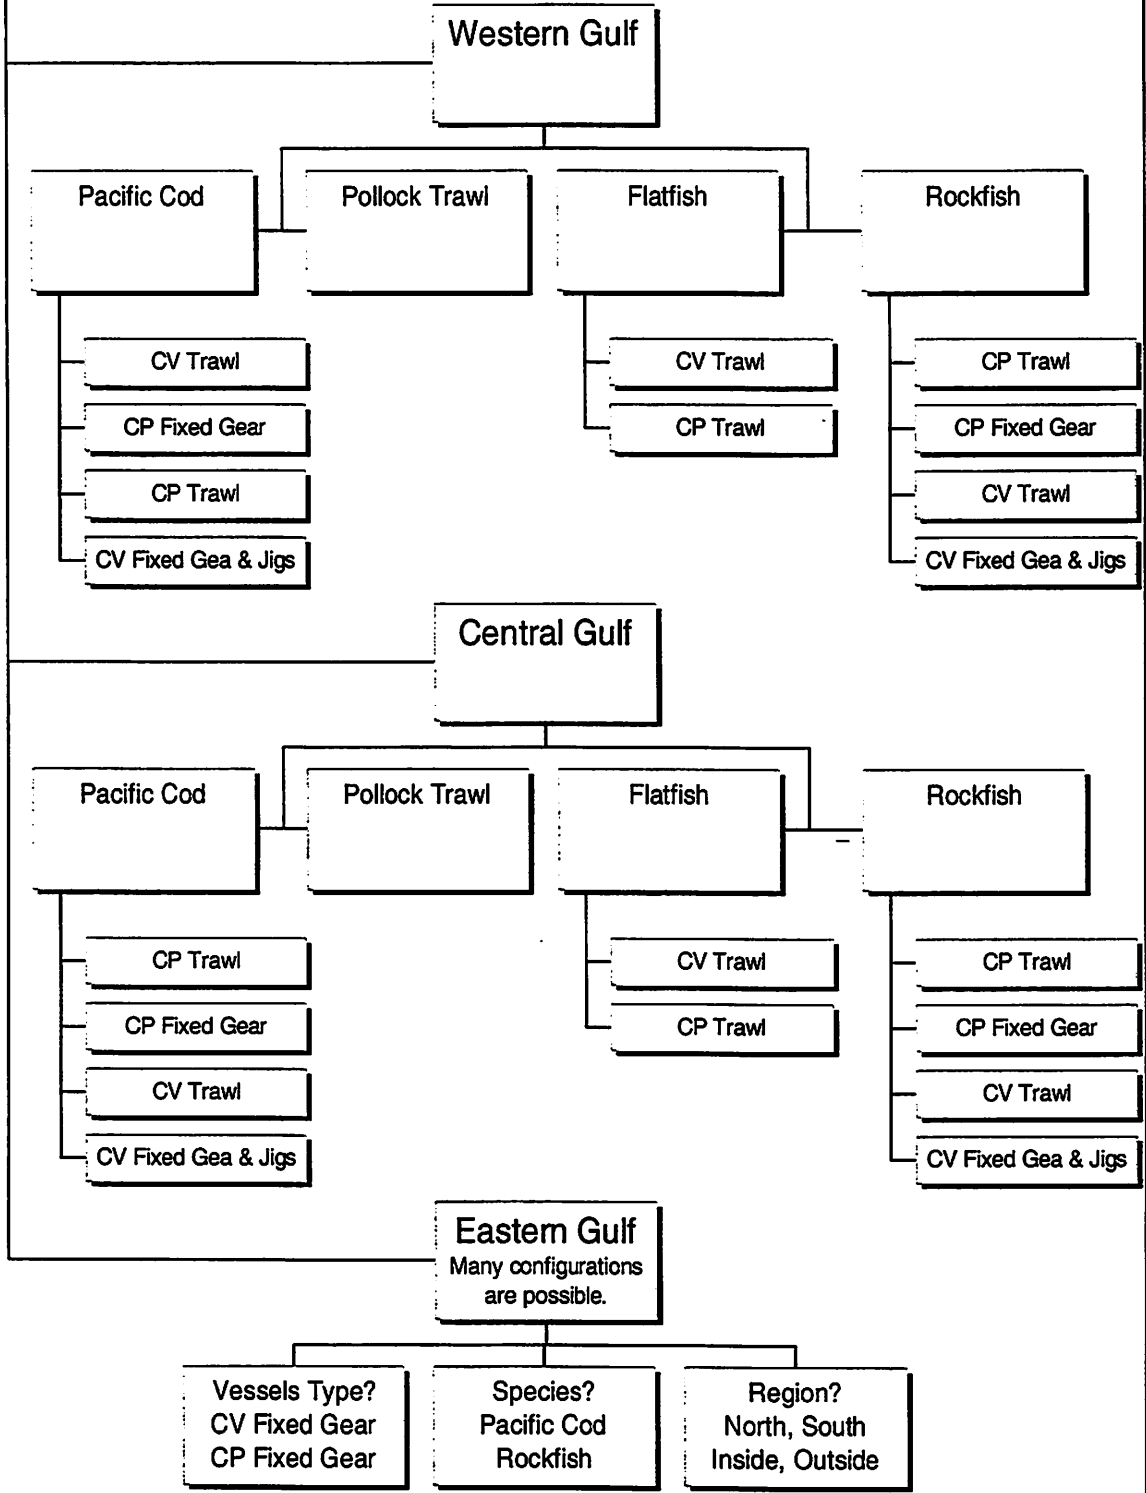 Western Gulf
Pacific Cod
Pollock Trawl
Flatfish
Rockfish
CV Trawl
CP Fixed Gear
CP Trawl
CV Fixed Gea & Jigs
CV Trawl
CP Trawl
CP Trawl
CP Fixed Gear
CV Trawl
CV Fixed Gea & Jigs
Central Gulf
Pacific Cod
Pollock Trawl
Flatfish
Rockfish
CP Trawl
CP Fixed Gear
CV Trawl
CV Fixed Gea & Jigs
CV Trawl
CP Trawl
CP Trawl
CP Fixed Gear
CV Trawl
CV Fixed Gea & Jigs
Eastern Gulf
Many configurations
are possible.
Vessels Type?
CV Fixed Gear
CP Fixed Gear
Species?
Pacific Cod
Rockfish
Region?
North, South
Inside, Outside